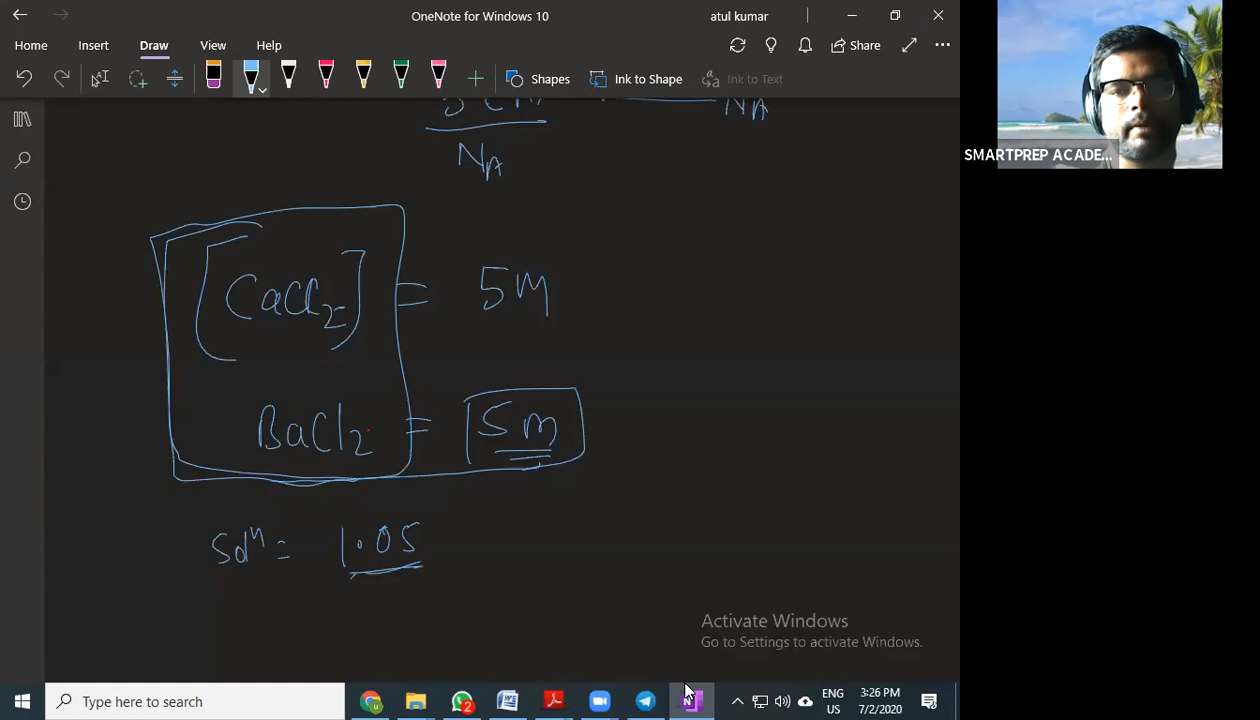 OneNote for Windows 10
atul kumar
Home Insert Draw View Help
Share
Shapes
Ink to Shape
Ink to Text
NA
NA
[CaCl2] = 5M
BaCl2 = 5m
Soln = 1.05
SMARTPREP ACADE...
Activate Windows
Go to Settings to activate Windows.
Type here to search
2
W
N
ENG
US
3:26 PM
7/2/2020